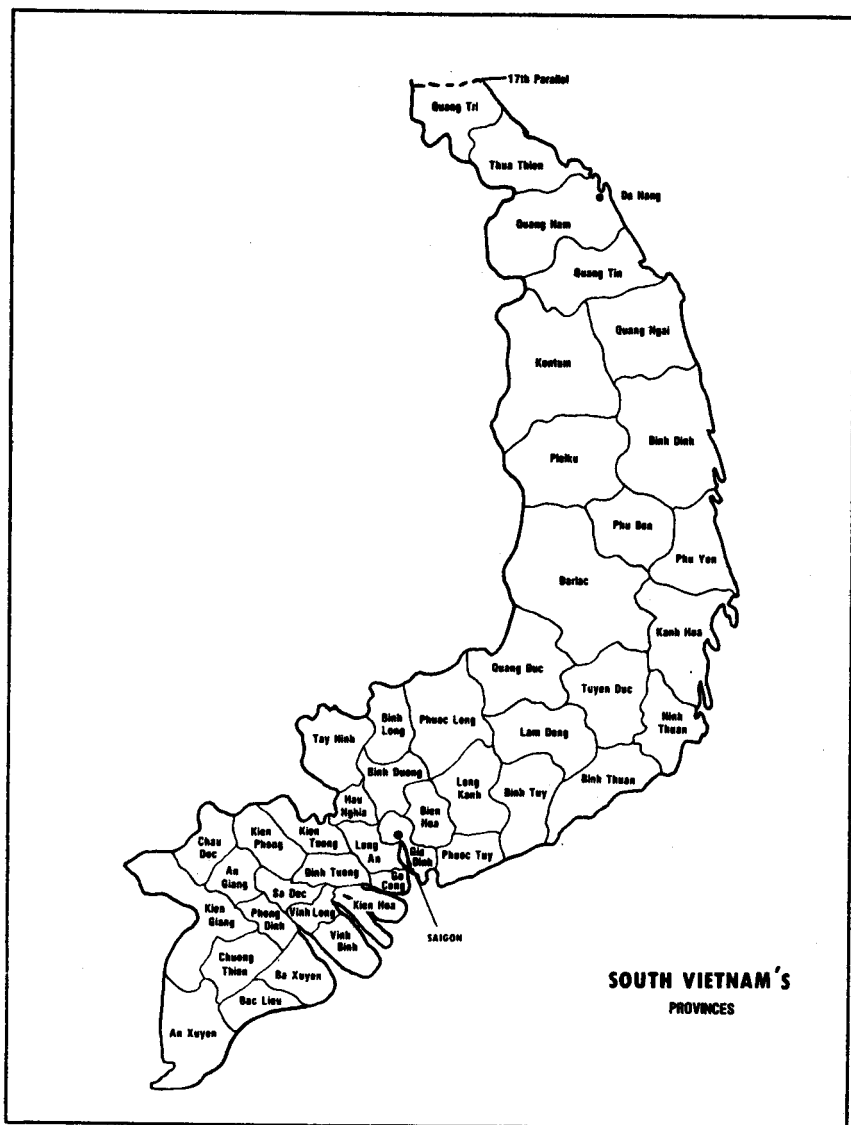 17th Parallel
Quang Tri
Thua Thien
Da Nang
Quang Nam
Quang Tin
Quang Ngai
Kontum
Binh Dinh
Pleiku
Phu Bon
Phu Yen
Darlac
Kanh Hoa
Quang Duc
Tuyen Duc
Ninh
Thuan
Binh
Long
Phuoc Long
Lam Dong
Tay Ninh
Binh Thuan
Binh Duong
Long
Kanh
Binh Tuy
Hau
Nghia
Bien
Hoa
Chau
Doc
Kien
Phong
Kien
Tuong
Long
An
Gia
Dinh
Phuoc Tuy
An
Giang
Dinh Tuong
Go
Cong
Sa Dec
Kien Hoa
Kien
Giang
Phong
Dinh
Vinh Long
Vinh
Binh
SAIGON
Chuong
Thien
Ba Xuyen
Bac Lieu
An Xuyen
SOUTH VIETNAM's
PROVINCES